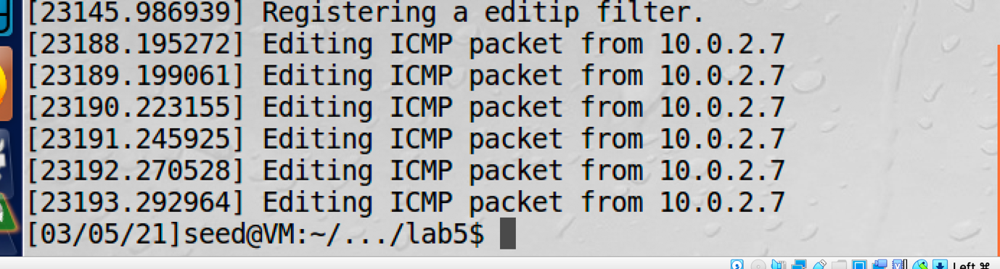 [23145.986939] Registering a editip filter.
[23188.195272] Editing ICMP packet from 10.0.2.7
[23189.199061] Editing ICMP packet from 10.0.2.7
[23190.223155] Editing ICMP packet from 10.0.2.7
[23191.245925] Editing ICMP packet from 10.0.2.7
[23192.270528] Editing ICMP packet from 10.0.2.7
[23193.292964] Editing ICMP packet from 10.0.2.7
[03/05/21]seed@VM:~/.../lab5$
Left ⌘